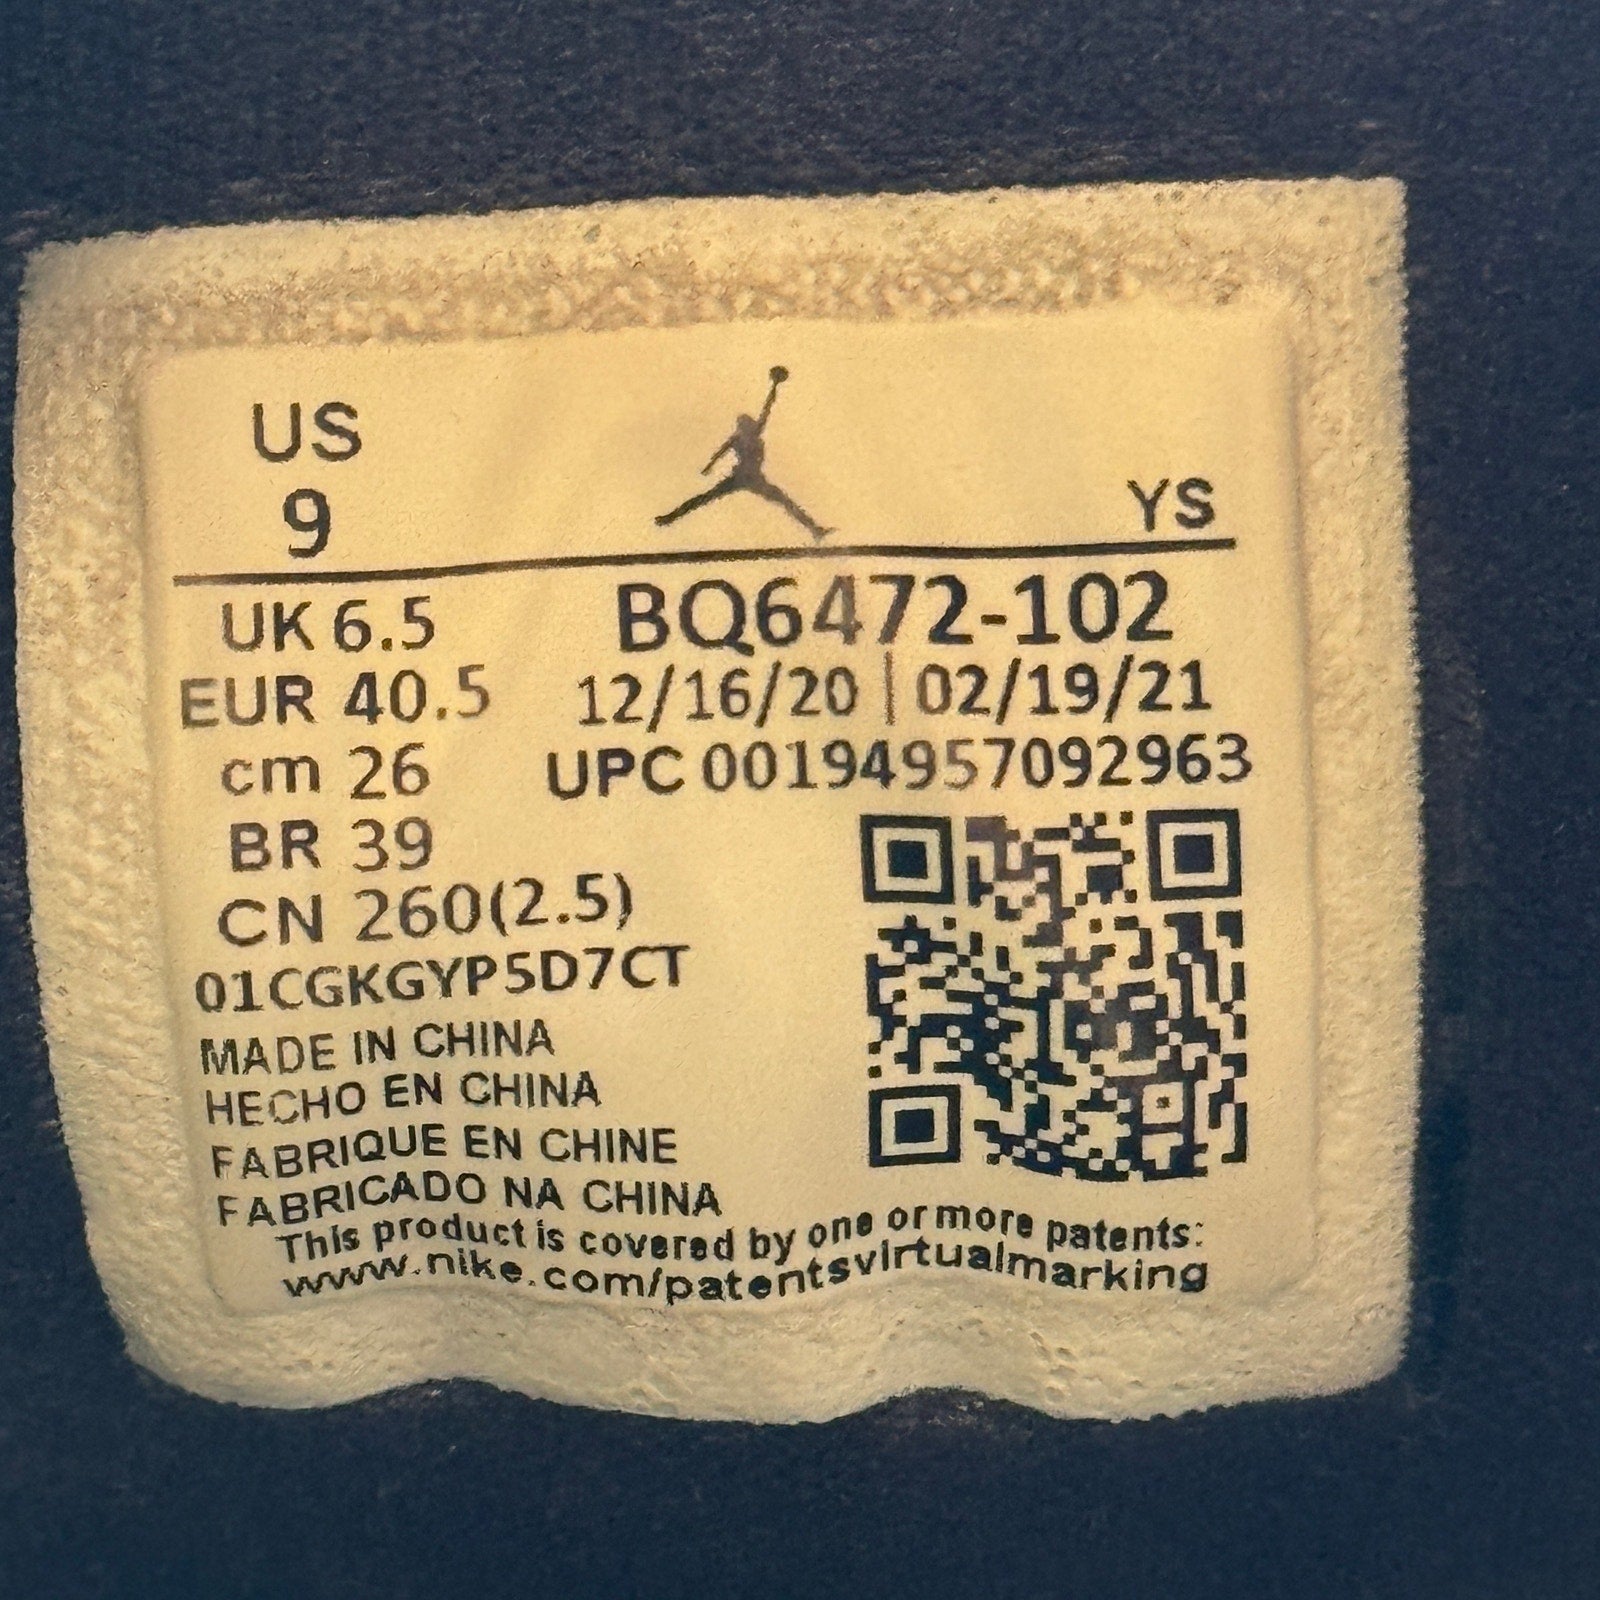 US
9
YS
UK 6.5
BQ6472-102
EUR 40.5
12/16/20 | 02/19/21
cm 26
UPC 00194957092963
BR 39
CN 260(2.5)
01CGKGYP5D7CT
MADE IN CHINA
HECHO EN CHINA
FABRIQUE EN CHINE
FABRICADO NA CHINA
This product is covered by one or more patents:
www.nike.com/patentsvirtualmarking